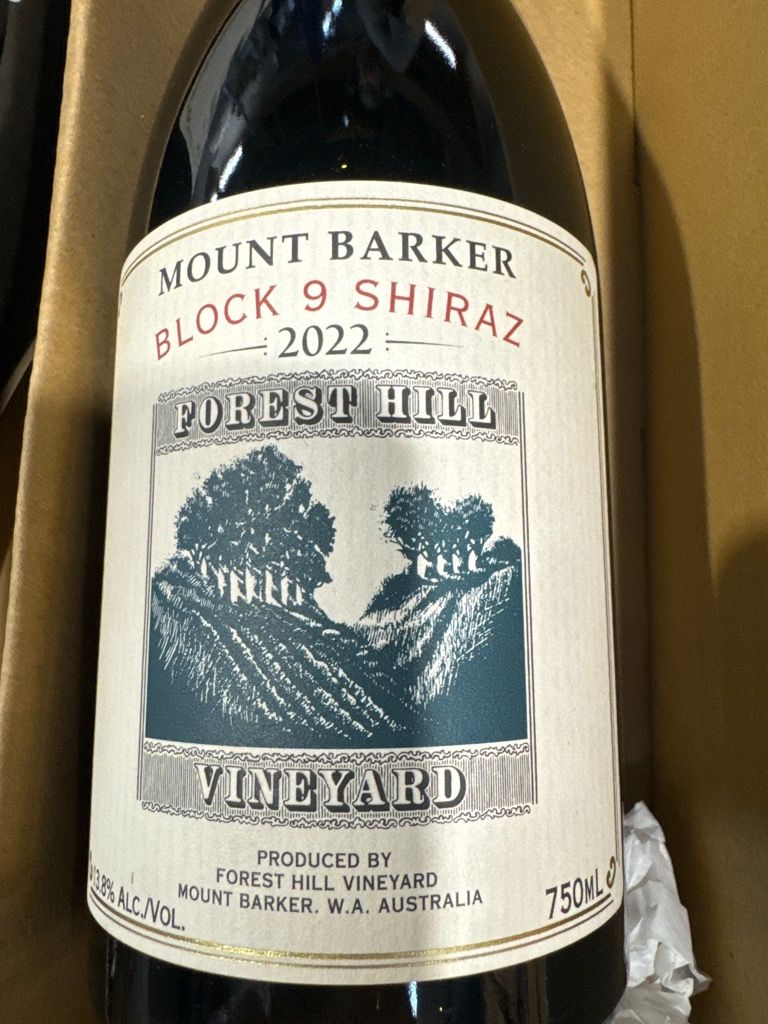 MOUNT BARKER
BLOCK 9 SHIRAZ
2022
FOREST HILL
VINEYARD
PRODUCED BY
FOREST HILL VINEYARD
MOUNT BARKER. W.A. AUSTRALIA
13.8% ALC./VOL.
750ML